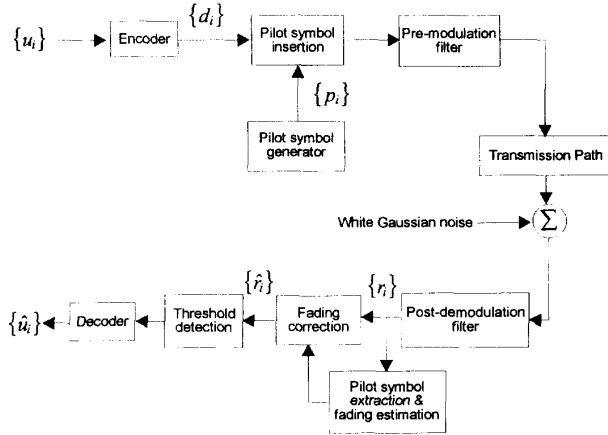 {u_i}
Encoder
{d_i}
Pilot symbol
insertion
Pre-modulation
filter
{p_i}
Pilot symbol
generator
Transmission Path
White Gaussian noise
Σ
{û_i}
Decoder
Threshold
detection
{r̂_i}
Fading
correction
{r_i}
Post-demodulation
filter
Pilot symbol
extraction &
fading estimation